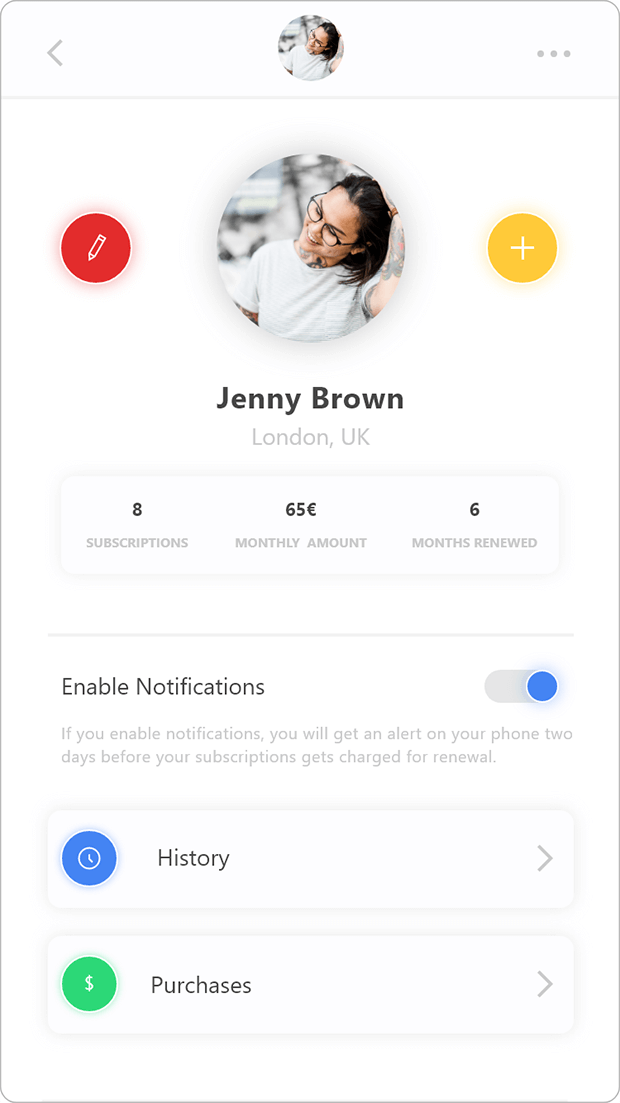 Jenny Brown
London, UK
8 65€ 6
SUBSCRIPTIONS MONTHLY AMOUNT MONTHS RENEWED
Enable Notifications
If you enable notifications, you will get an alert on your phone two
days before your subscriptions gets charged for renewal.
History
$ Purchases